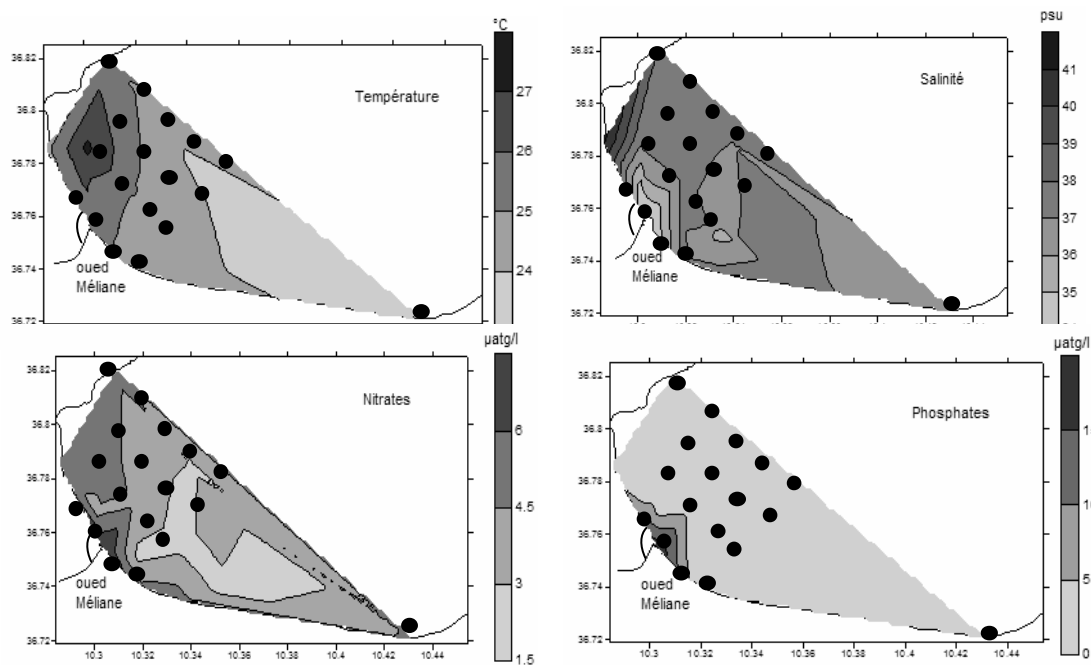 °C
36.82
Température
27
36.8
26
36.78
25
36.76
24
36.74
oued
Méliane
36.72
psu
36.82
Salinité
41
40
36.8
39
36.78
38
37
36.76
36
36.74
oued
Méliane
35
36.72
µatg/l
36.82
Nitrates
36.8
6
36.78
4.5
36.76
36.74
oued
Méliane
3
36.72
1.5
10.3 10.32 10.34 10.36 10.38 10.4 10.42 10.44
µatg/l
36.82
Phosphates
36.8
36.78
36.76
36.74
oued
Méliane
5
36.72
0
10.3 10.32 10.34 10.36 10.38 10.4 10.42 10.44